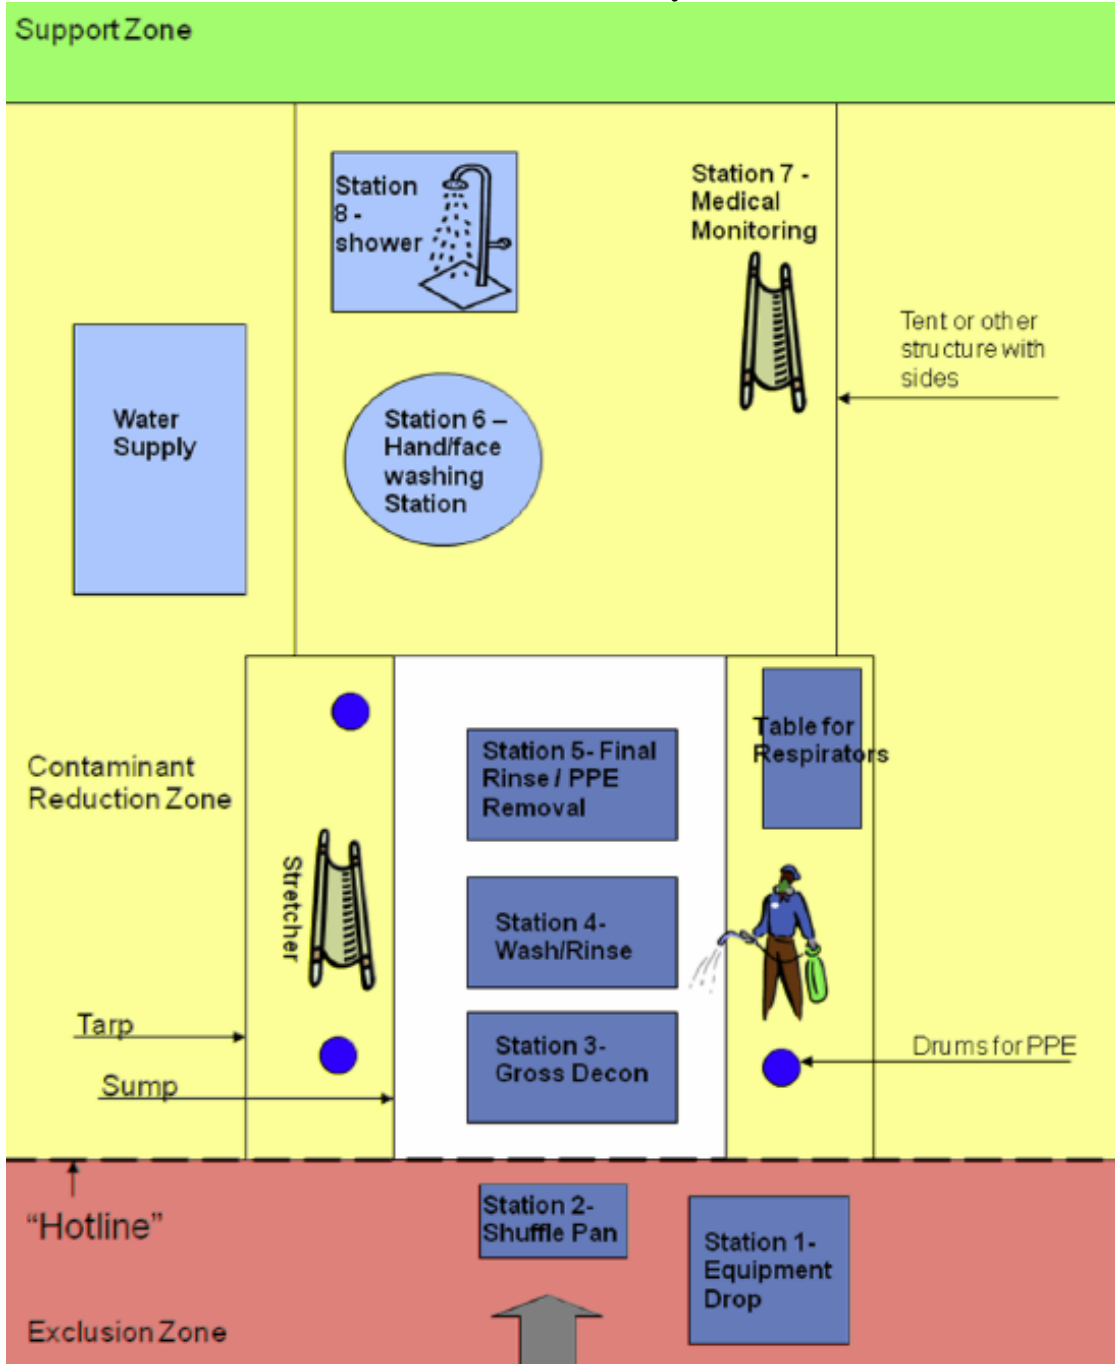 Support Zone
Station
8 -
shower
Station 7 -
Medical
Monitoring
Tent or other
structure with
sides
Water
Supply
Station 6 –
Hand/face
washing
Station
Contaminant
Reduction Zone
Station 5- Final
Rinse / PPE
Removal
Table for
Respirators
Stretcher
Station 4-
Wash/Rinse
Tarp
Sump
Station 3-
Gross Decon
Drums for PPE
“Hotline”
Station 2-
Shuffle Pan
Station 1-
Equipment
Drop
Exclusion Zone